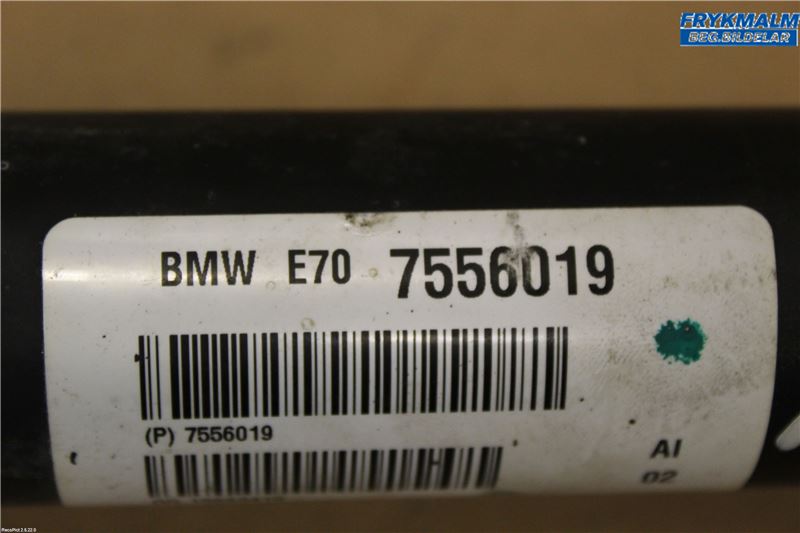 FRYKMALM
BEG.BILDELAR
BMW E70 7556019
(P) 7556019
AI
02